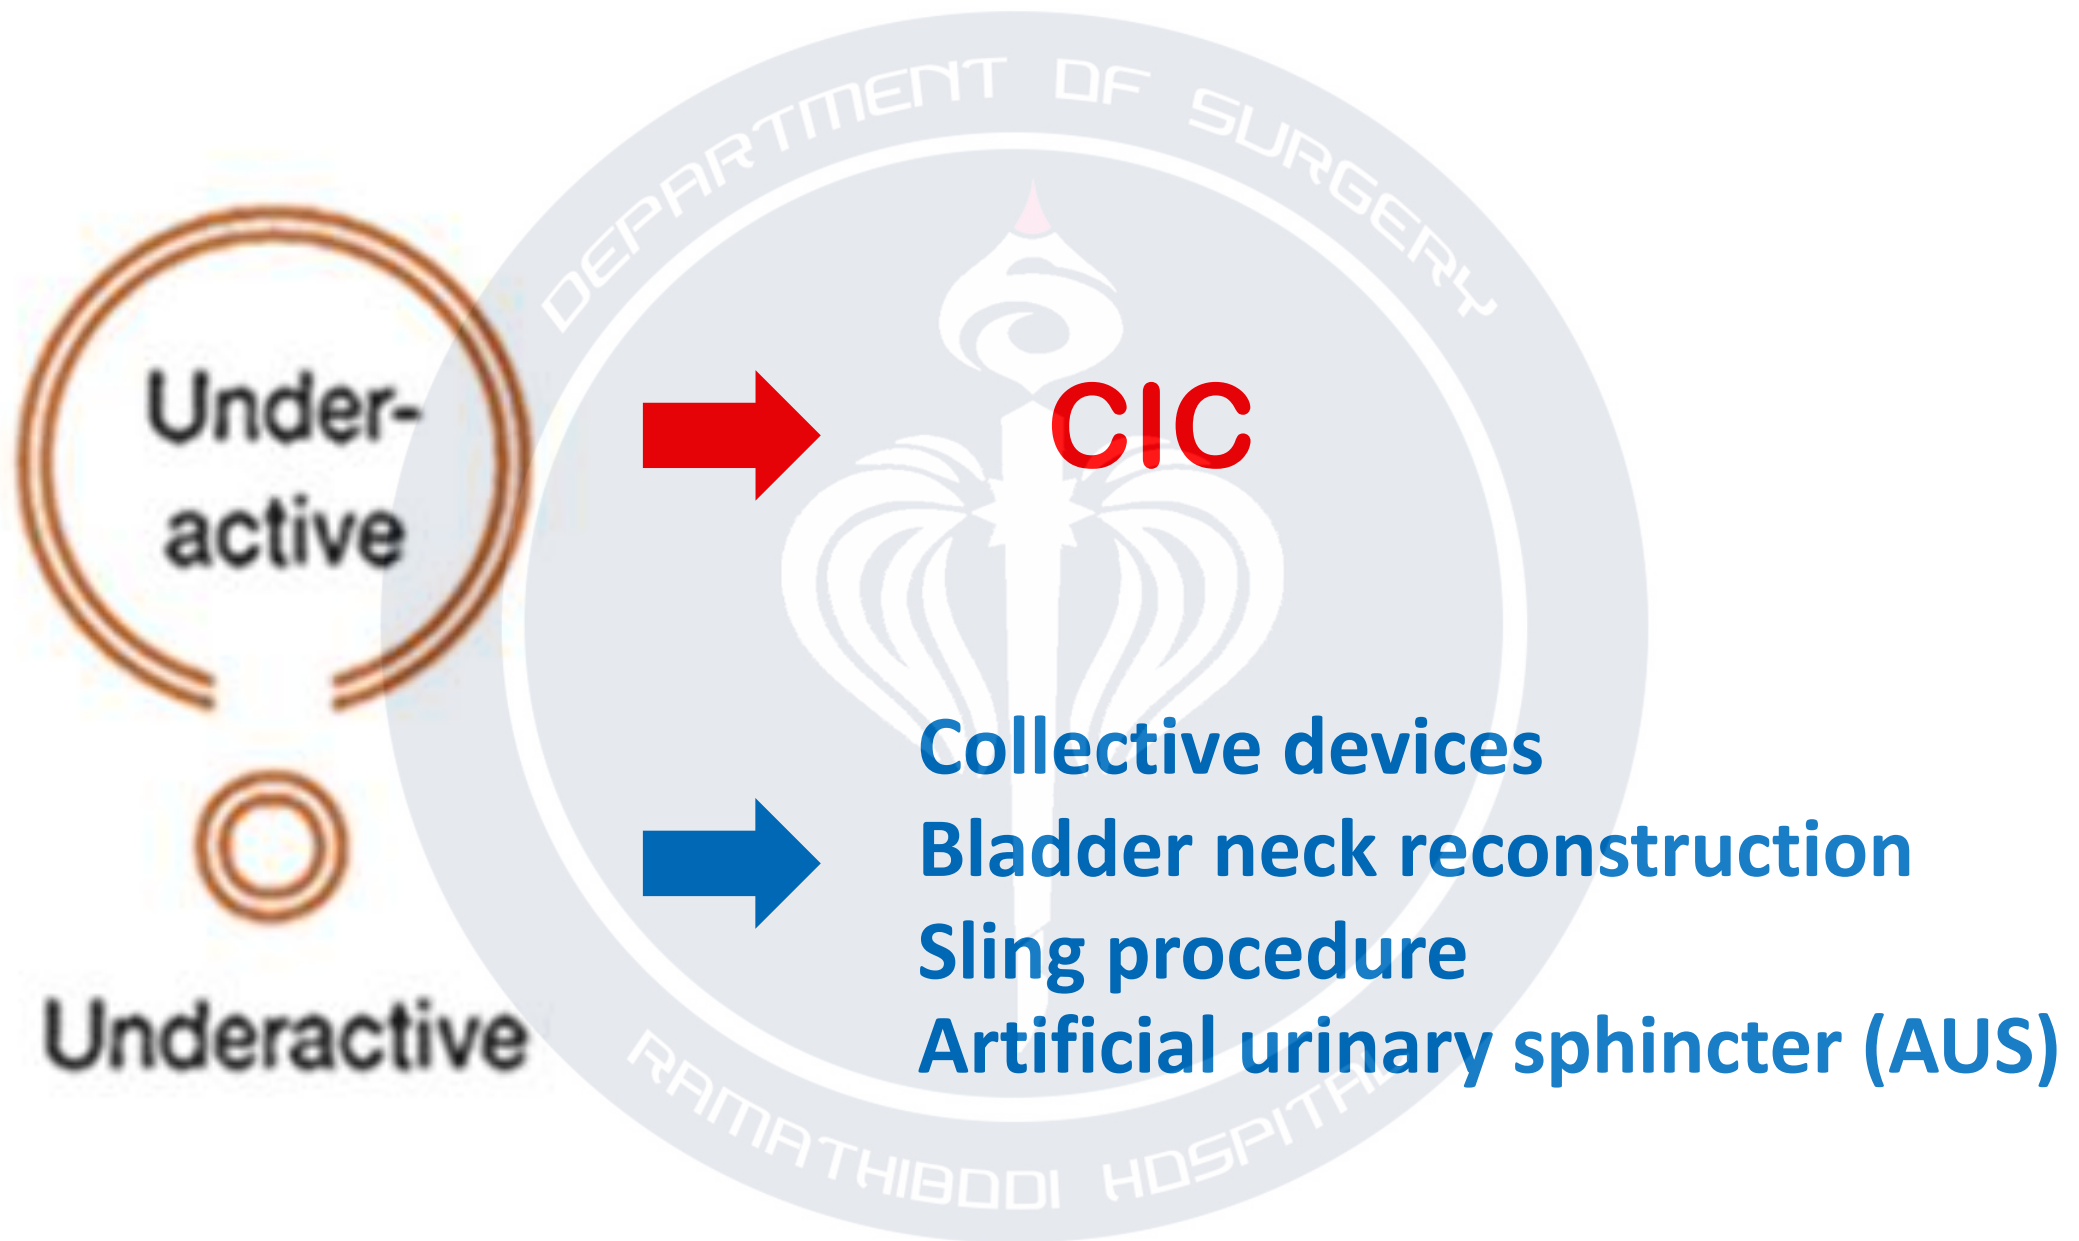 DEPARTMENT OF SURGERY
Under-
active
CIC
Collective devices
Bladder neck reconstruction
Sling procedure
Artificial urinary sphincter (AUS)
Underactive
RAMATHIBODI HOSPITAL